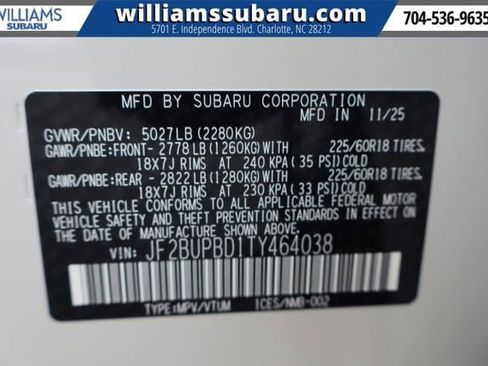 WILLIAMS
SUBARU
williamssubaru.com
5701 E. Independence Blvd. Charlotte, NC 28212
704-536-9635
MFD BY SUBARU CORPORATION
MFD IN 11/25
GVWR/PNBV: 5027LB (2280KG)
GAWR/PNBE:FRONT- 2778LB(1260KG)WITH 225/60R18 TIRES,
18X7J RIMS AT 240 KPA(35 PSI)COLD
GAWR/PNBE:REAR - 2822LB(1280KG)WITH 225/60R18 TIRES,
18X7J RIMS AT 230 KPA(33 PSI)COLD
THIS VEHICLE CONFORMS TO ALL APPLICABLE FEDERAL MOTOR
VEHICLE SAFETY AND THEFT PREVENTION STANDARDS IN EFFECT
ON THE DATE OF MANUFACTURE SHOWN ABOVE.
VIN: JF2BUPBD1TY464038
TYPE:MPV/VTUM ICES/NMB-002